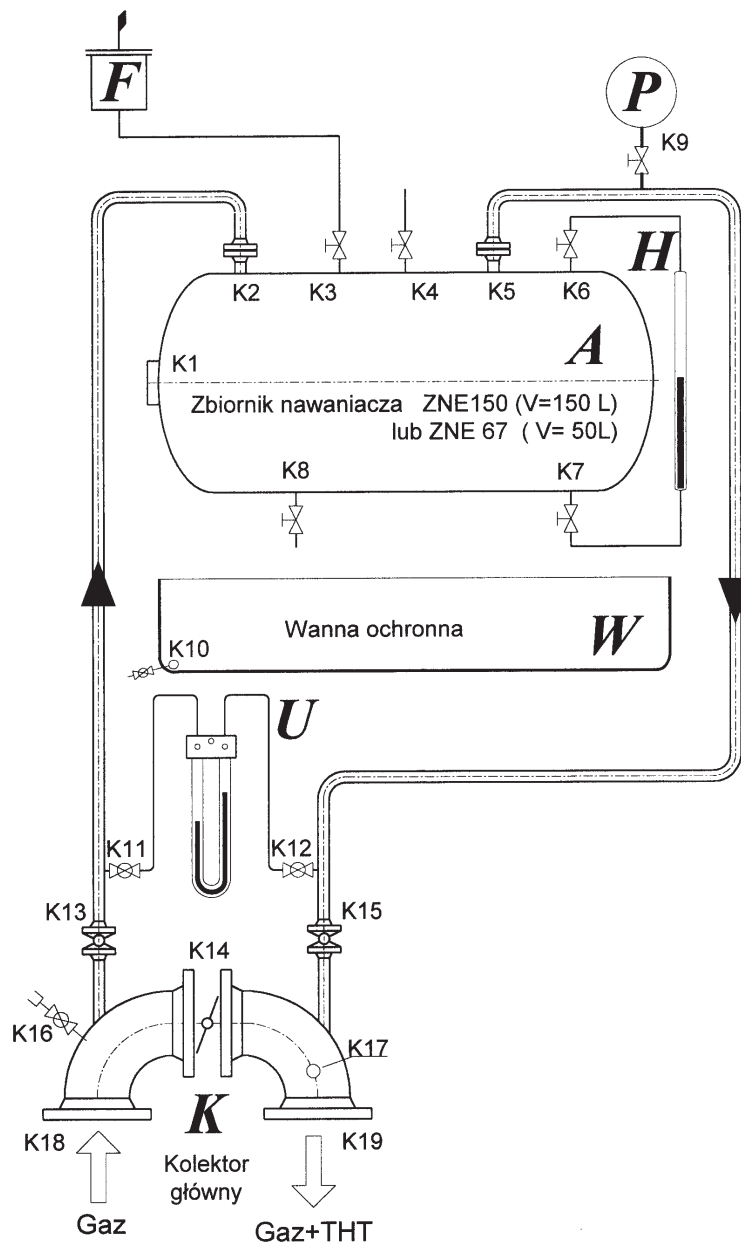 F
P
K9
H
K2
K3
K4
K5
K6
K1
A
Zbiornik nawaniacza ZNE150 (V=150 L)
lub ZNE 67 ( V= 50L)
K8
K7
Wanna ochronna
W
K10
U
K11
K12
K13
K15
K14
K16
K17
K
K18
K19
Kolektor
główny
Gaz
Gaz+THT